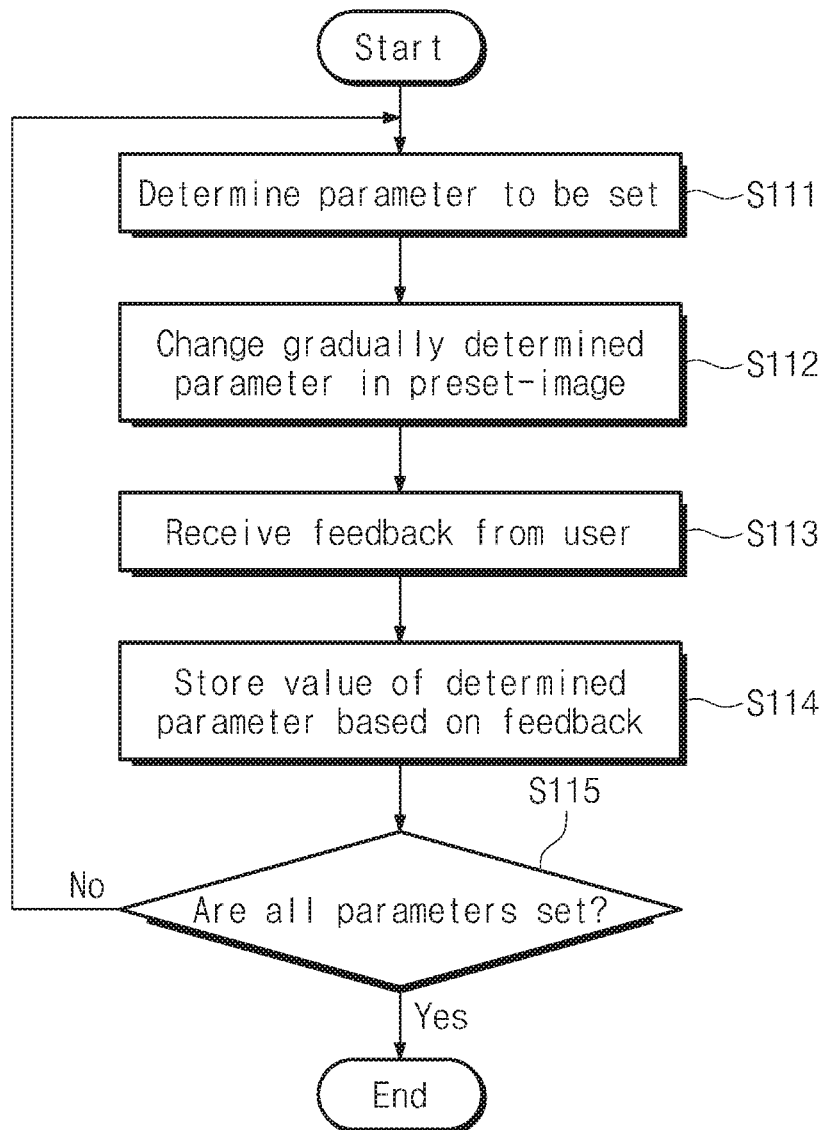 Start
Determine parameter to be set
S111
Change gradually determined
parameter in preset-image
S112
Receive feedback from user
S113
Store value of determined
parameter based on feedback
S114
S115
No
Are all parameters set?
Yes
End